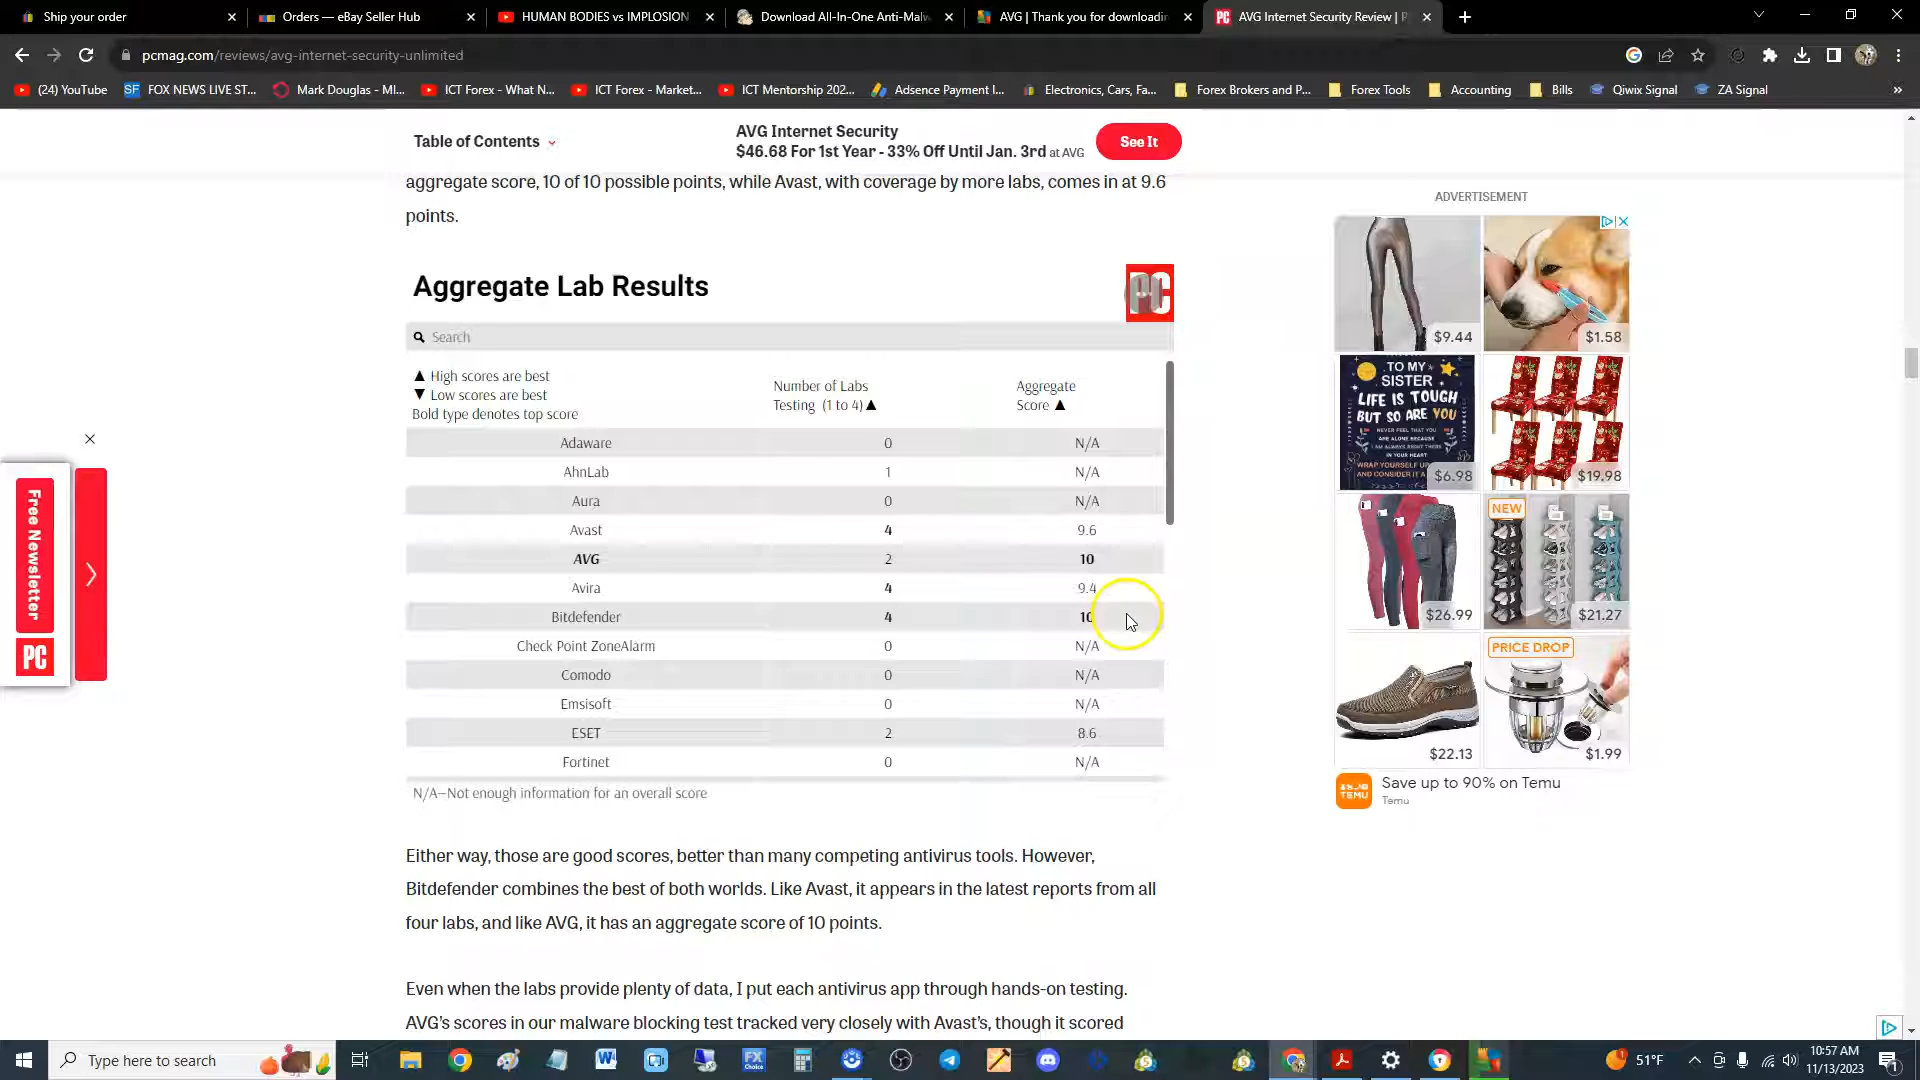 Ship your order
Orders — eBay Seller Hub
HUMAN BODIES vs IMPLOSION
Download All-In-One Anti-Malw
AVG | Thank you for downloadin
AVG Internet Security Review | P
pcmag.com/reviews/avg-internet-security-unlimited
(24) YouTube
FOX NEWS LIVE ST...
Mark Douglas - MI...
ICT Forex - What N...
ICT Forex - Market...
ICT Mentorship 202...
Adsence Payment I...
Electronics, Cars, Fa...
Forex Brokers and P...
Forex Tools
Accounting
Bills
Qiwix Signal
ZA Signal
Table of Contents
AVG Internet Security
$46.68 For 1st Year - 33% Off Until Jan. 3rd at AVG
See It
aggregate score, 10 of 10 possible points, while Avast, with coverage by more labs, comes in at 9.6
points.
Aggregate Lab Results
PC
Search
▲ High scores are best
▼ Low scores are best
Bold type denotes top score
Number of Labs
Testing (1 to 4) ▲
Aggregate
Score ▲
Adaware 0 N/A
AhnLab 1 N/A
Aura 0 N/A
Avast 4 9.6
AVG 2 10
Avira 4 9.4
Bitdefender 4 10
Check Point ZoneAlarm 0 N/A
Comodo 0 N/A
Emsisoft 0 N/A
ESET 2 8.6
Fortinet 0 N/A
N/A—Not enough information for an overall score
Either way, those are good scores, better than many competing antivirus tools. However,
Bitdefender combines the best of both worlds. Like Avast, it appears in the latest reports from all
four labs, and like AVG, it has an aggregate score of 10 points.
Even when the labs provide plenty of data, I put each antivirus app through hands-on testing.
AVG's scores in our malware blocking test tracked very closely with Avast's, though it scored
Free Newsletter
PC
ADVERTISEMENT
$9.44
$1.58
TO MY
SISTER
LIFE IS TOUGH
BUT SO ARE YOU
$6.98
$19.98
$26.99
NEW
$21.27
$22.13
PRICE DROP
$1.99
TEMU
Save up to 90% on Temu
Temu
Type here to search
51°F
10:57 AM
11/13/2023